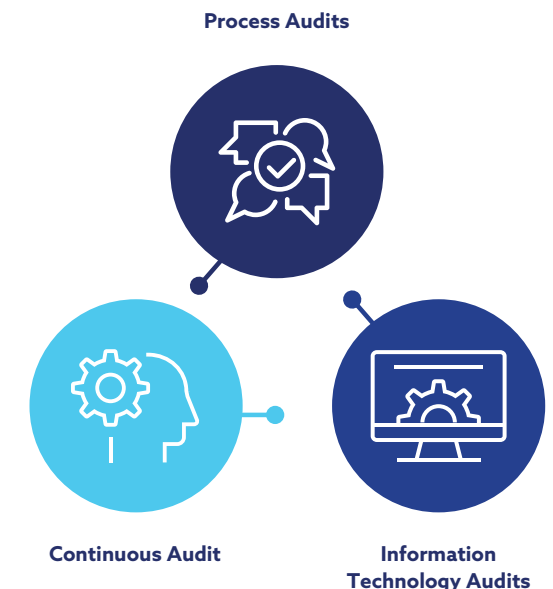 Process Audits
Continuous Audit
Information
Technology Audits